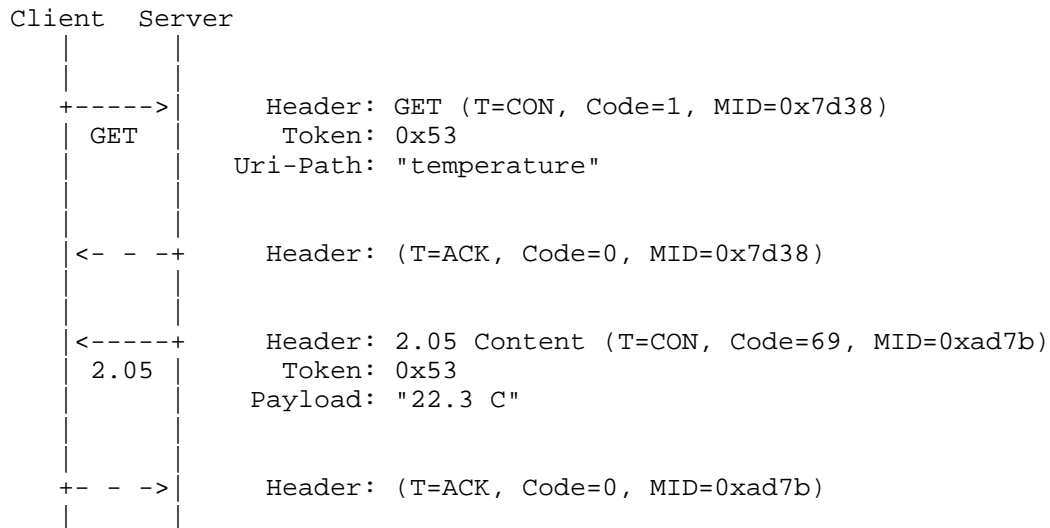 Client  Server
   |      |
   |      |
   +----->|     Header: GET (T=CON, Code=1, MID=0x7d38)
   | GET  |      Token: 0x53
   |      |   Uri-Path: "temperature"
   |      |
   |      |
   |<- - -+     Header: (T=ACK, Code=0, MID=0x7d38)
   |      |
   |      |
   |<-----+     Header: 2.05 Content (T=CON, Code=69, MID=0xad7b)
   | 2.05 |      Token: 0x53
   |      |    Payload: "22.3 C"
   |      |
   |      |
   +- - ->|     Header: (T=ACK, Code=0, MID=0xad7b)
   |      |